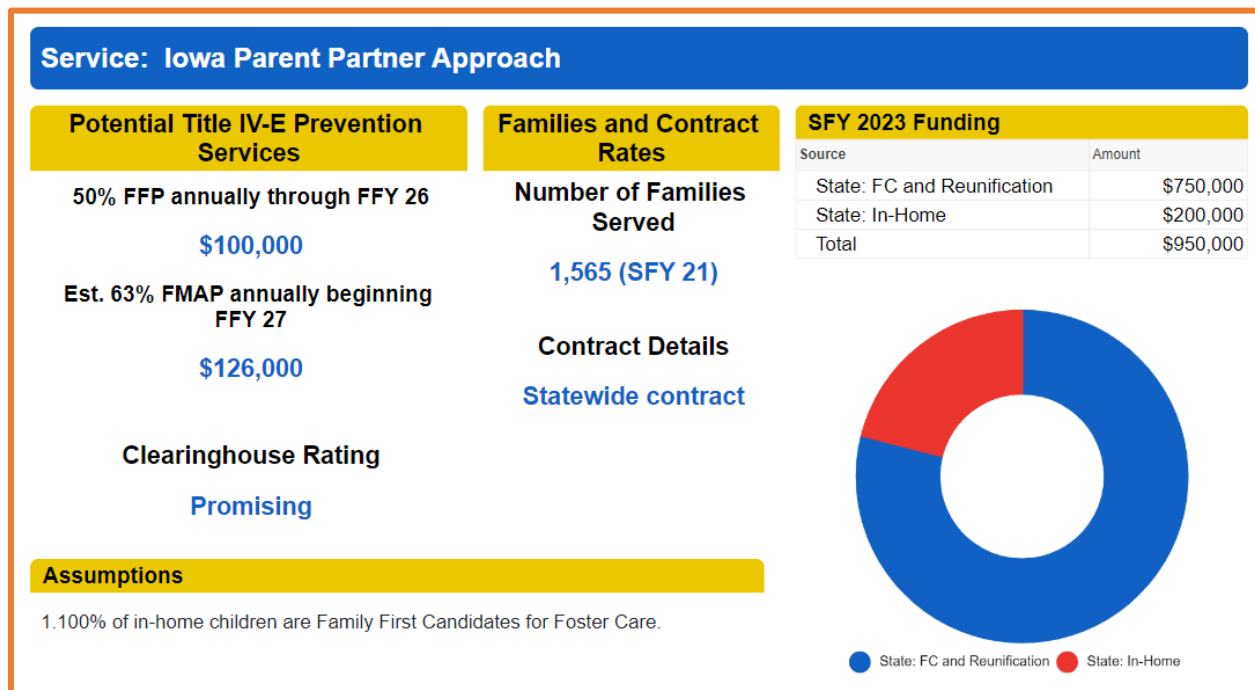 Service: Iowa Parent Partner Approach
Potential Title IV-E Prevention
Services
50% FFP annually through FFY 26
$100,000
Est. 63% FMAP annually beginning
FFY 27
$126,000
Clearinghouse Rating
Promising
Families and Contract
Rates
Number of Families
Served
1,565 (SFY 21)
Contract Details
Statewide contract
SFY 2023 Funding
Source Amount
State: FC and Reunification $750,000
State: In-Home $200,000
Total $950,000
State: FC and Reunification State: In-Home
Assumptions
1.100% of in-home children are Family First Candidates for Foster Care.